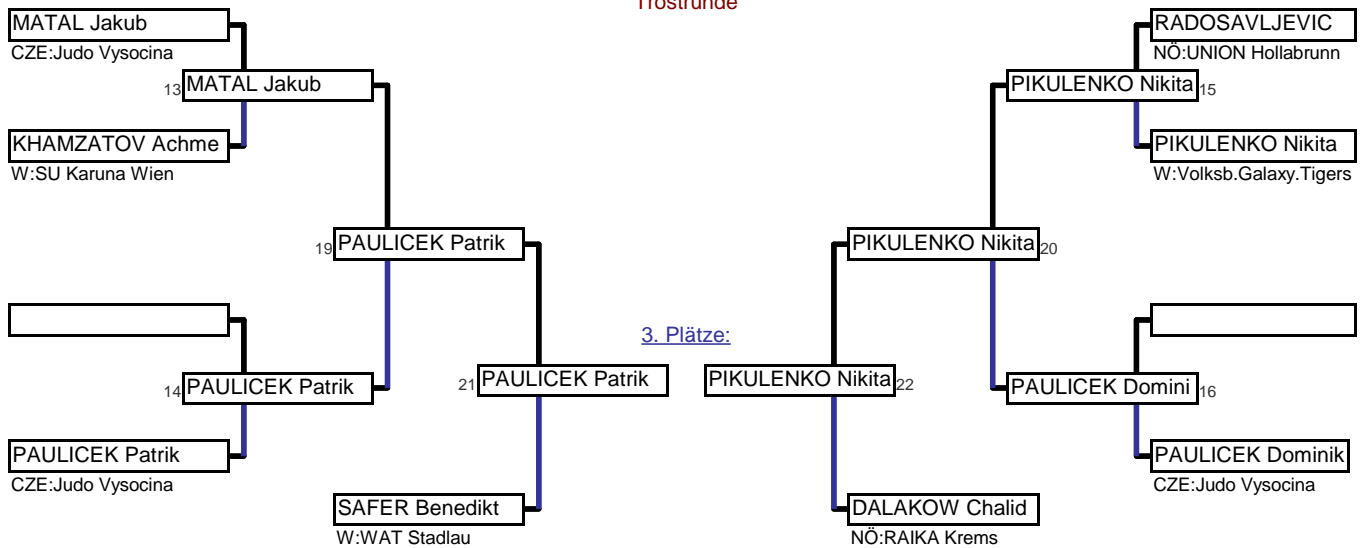 Trostrunde
MATAL Jakub
CZE:Judo Vysocina
13 MATAL Jakub
KHAMZATOV Achme
W:SU Karuna Wien
19 PAULICEK Patrik
14 PAULICEK Patrik
PAULICEK Patrik
CZE:Judo Vysocina
21 PAULICEK Patrik
SAFER Benedikt
W:WAT Stadlau
3. Plätze:
RADOSAVLJEVIC
NÖ:UNION Hollabrunn
PIKULENKO Nikita 15
PIKULENKO Nikita
W:Volksb.Galaxy.Tigers
PIKULENKO Nikita 20
PIKULENKO Nikita 22
PAULICEK Domini 16
PAULICEK Dominik
CZE:Judo Vysocina
DALAKOW Chalid
NÖ:RAIKA Krems